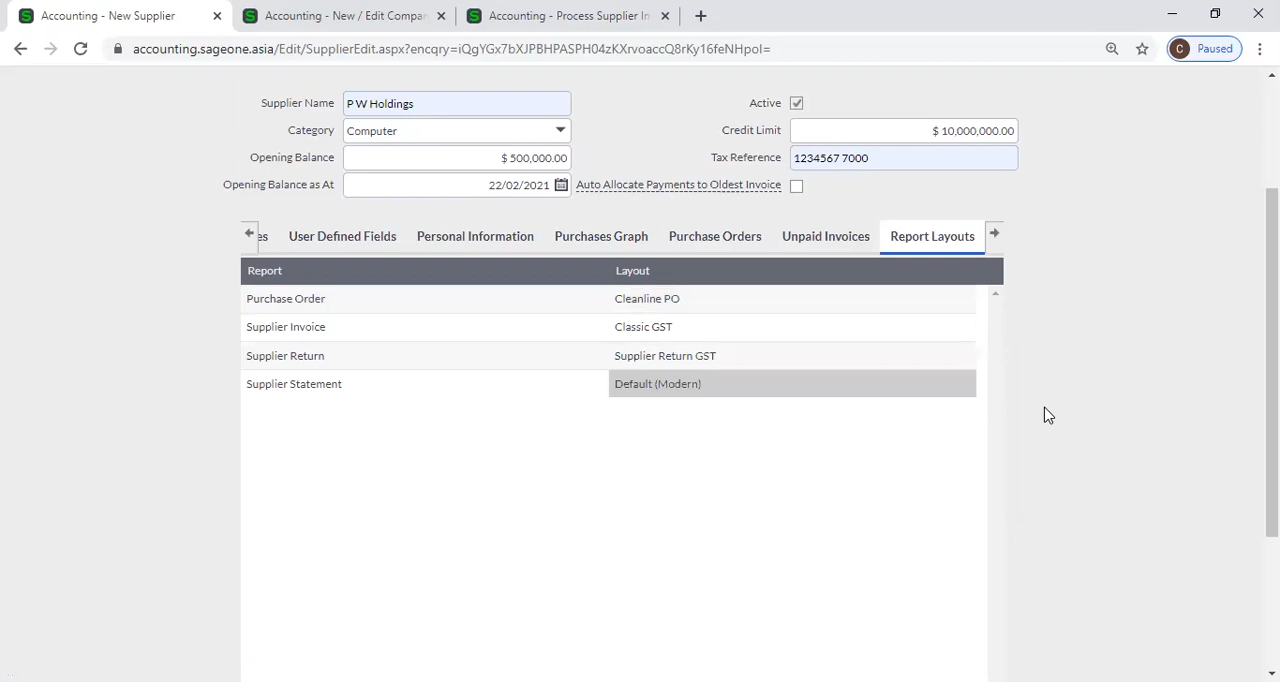 Accounting - New Supplier
Accounting - New / Edit Compan
Accounting - Process Supplier In
accounting.sageone.asia/Edit/SupplierEdit.aspx?encqry=iQgYGx7bXJPBHPASPH04zKXrvoaccQ8rKy16feNHpoI=
C Paused
Supplier Name P W Holdings Active
Category Computer Credit Limit $ 10,000,000.00
Opening Balance $ 500,000.00 Tax Reference 1234567 7000
Opening Balance as At 22/02/2021 Auto Allocate Payments to Oldest Invoice
es User Defined Fields Personal Information Purchases Graph Purchase Orders Unpaid Invoices Report Layouts
Report Layout
Purchase Order Cleanline PO
Supplier Invoice Classic GST
Supplier Return Supplier Return GST
Supplier Statement Default (Modern)